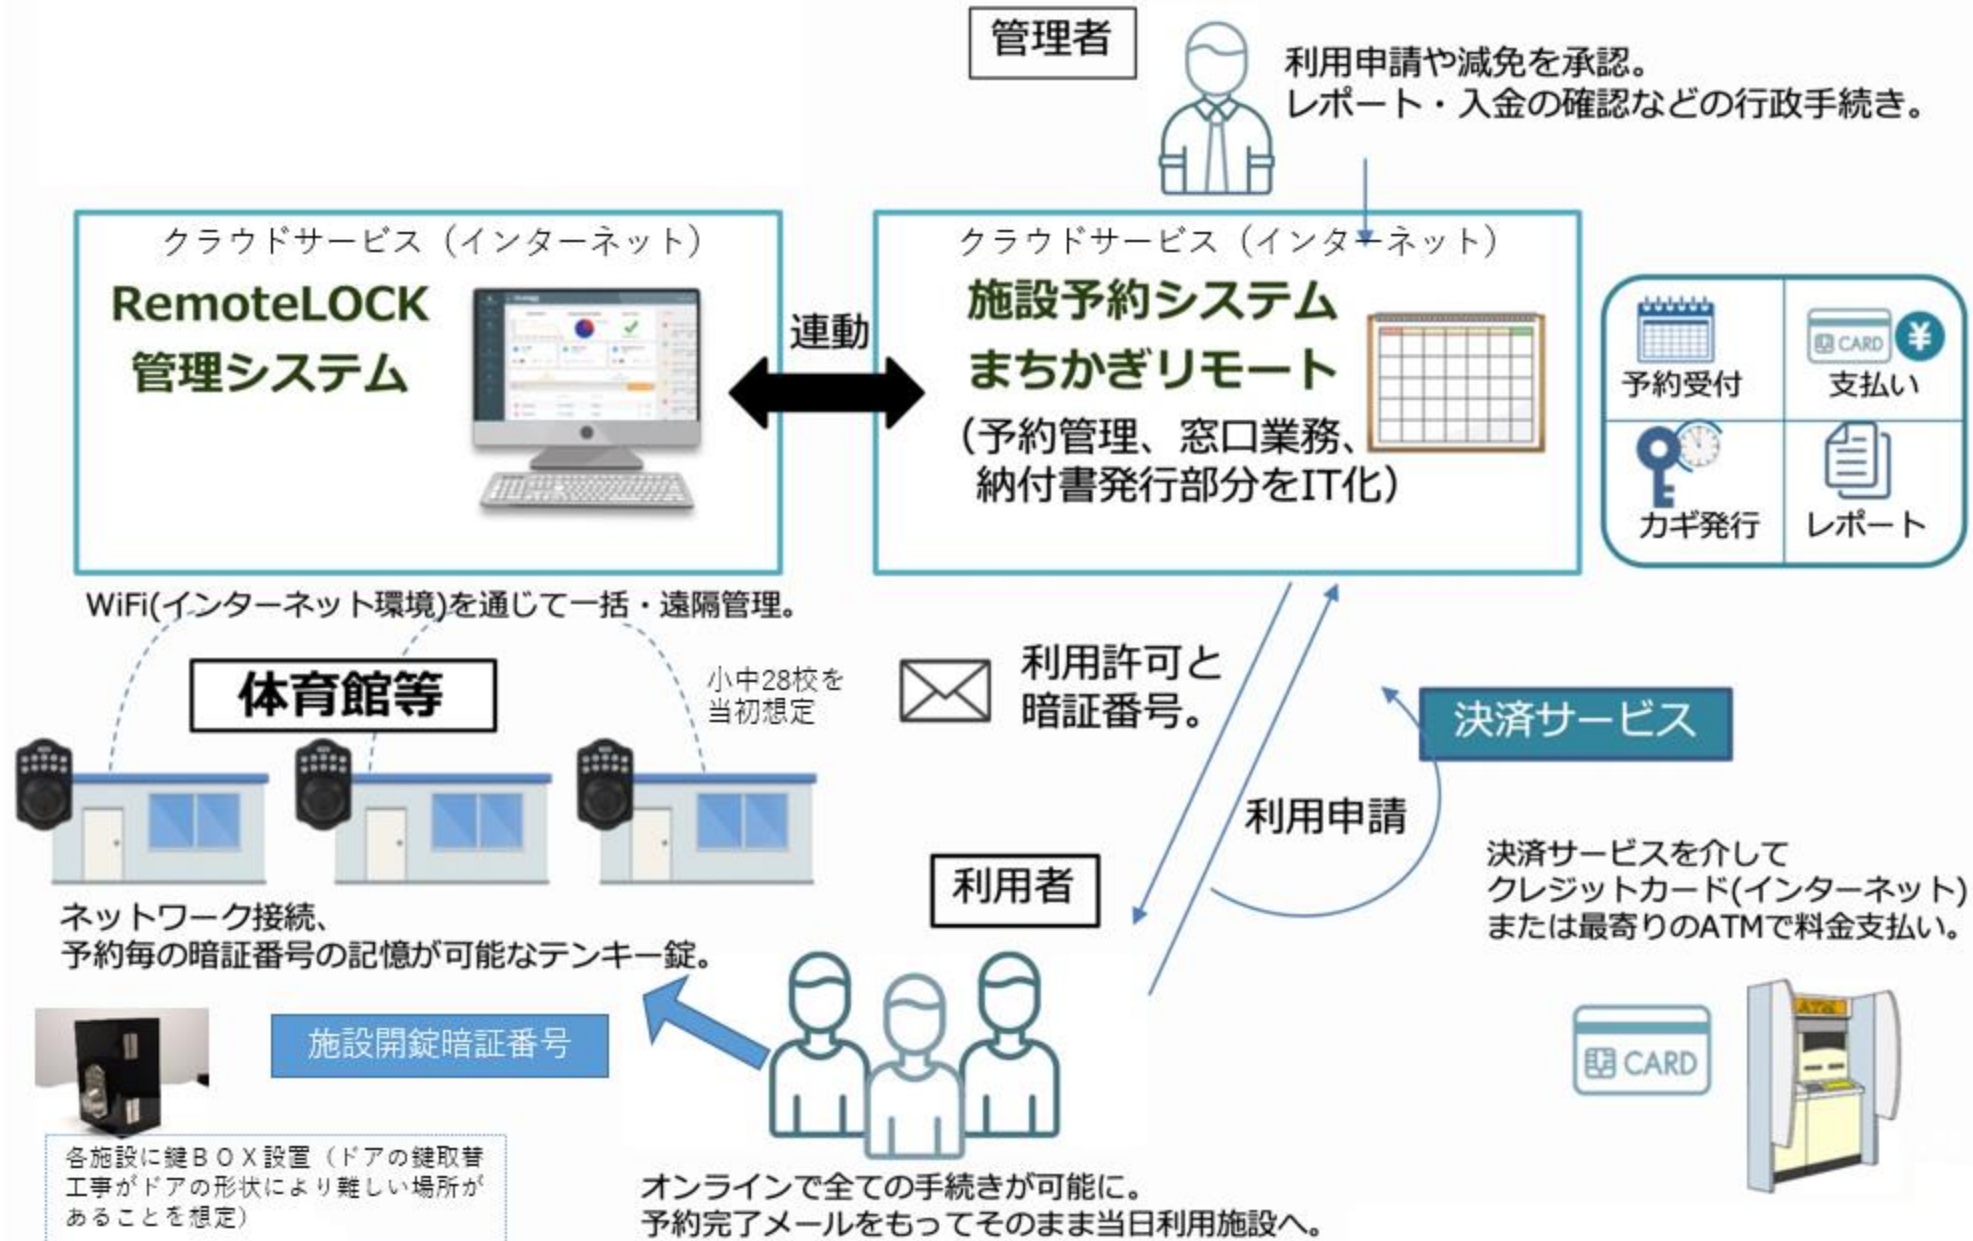 管理者
利用申請や減免を承認。
レポート・入金の確認などの行政手続き。
クラウドサービス（インターネット）
RemoteLOCK
管理システム
連動
クラウドサービス（インターネット）
施設予約システム
まちかぎリモート
(予約管理、窓口業務、
納付書発行部分をIT化)
予約受付
CARD
¥
支払い
カギ発行
レポート
WiFi(インターネット環境)を通じて一括・遠隔管理。
体育館等
小中28校を
当初想定
利用許可と
暗証番号。
決済サービス
利用申請
利用者
決済サービスを介して
クレジットカード(インターネット)
または最寄りのATMで料金支払い。
ネットワーク接続、
予約毎の暗証番号の記憶が可能なテンキー錠。
施設開錠暗証番号
CARD
ATM
各施設に鍵ＢＯＸ設置（ドアの鍵取替
工事がドアの形状により難しい場所が
あることを想定）
オンラインで全ての手続きが可能に。
予約完了メールをもってそのまま当日利用施設へ。